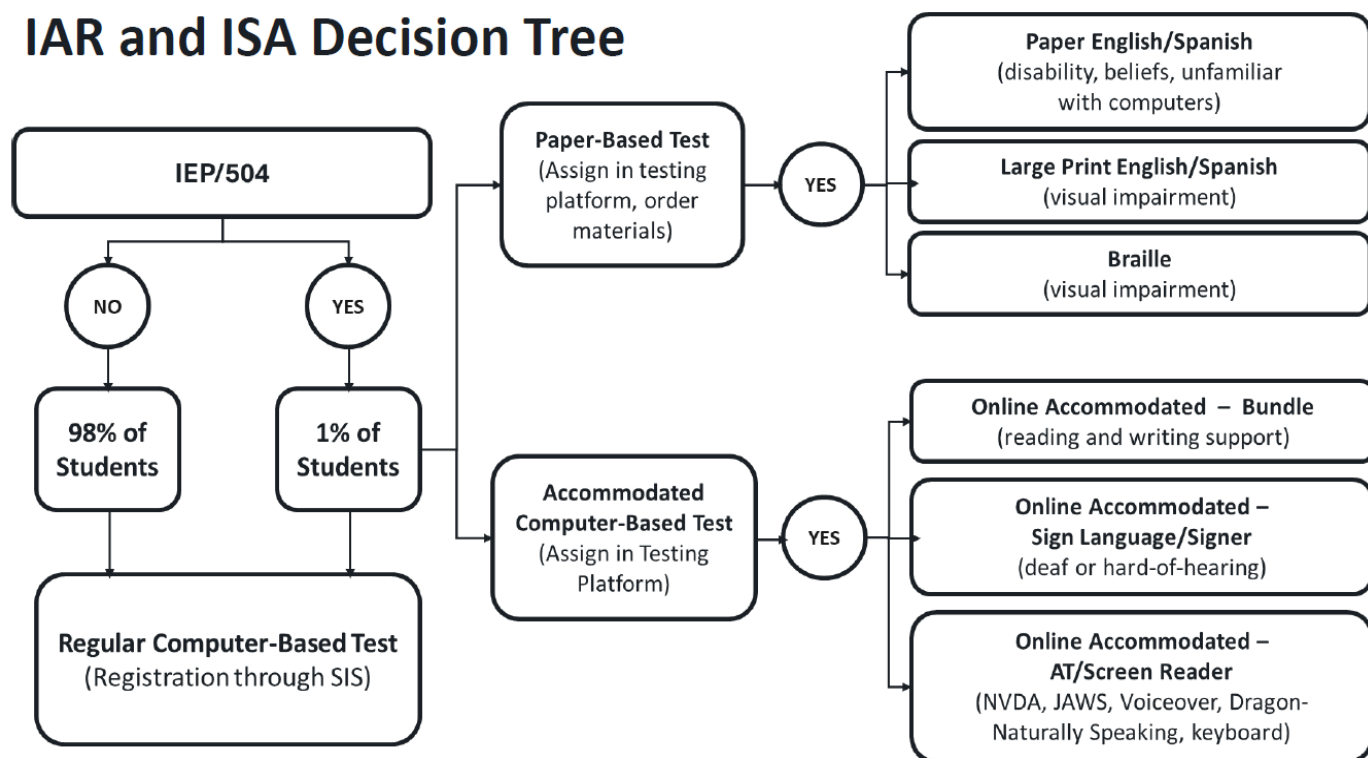 IAR and ISA Decision Tree
IEP/504
NO
YES
98% of
Students
1% of
Students
Regular Computer-Based Test
(Registration through SIS)
Paper-Based Test
(Assign in testing
platform, order
materials)
YES
Paper English/Spanish
(disability, beliefs, unfamiliar
with computers)
Large Print English/Spanish
(visual impairment)
Braille
(visual impairment)
Accommodated
Computer-Based Test
(Assign in Testing
Platform)
YES
Online Accommodated – Bundle
(reading and writing support)
Online Accommodated –
Sign Language/Signer
(deaf or hard-of-hearing)
Online Accommodated –
AT/Screen Reader
(NVDA, JAWS, Voiceover, Dragon-
Naturally Speaking, keyboard)